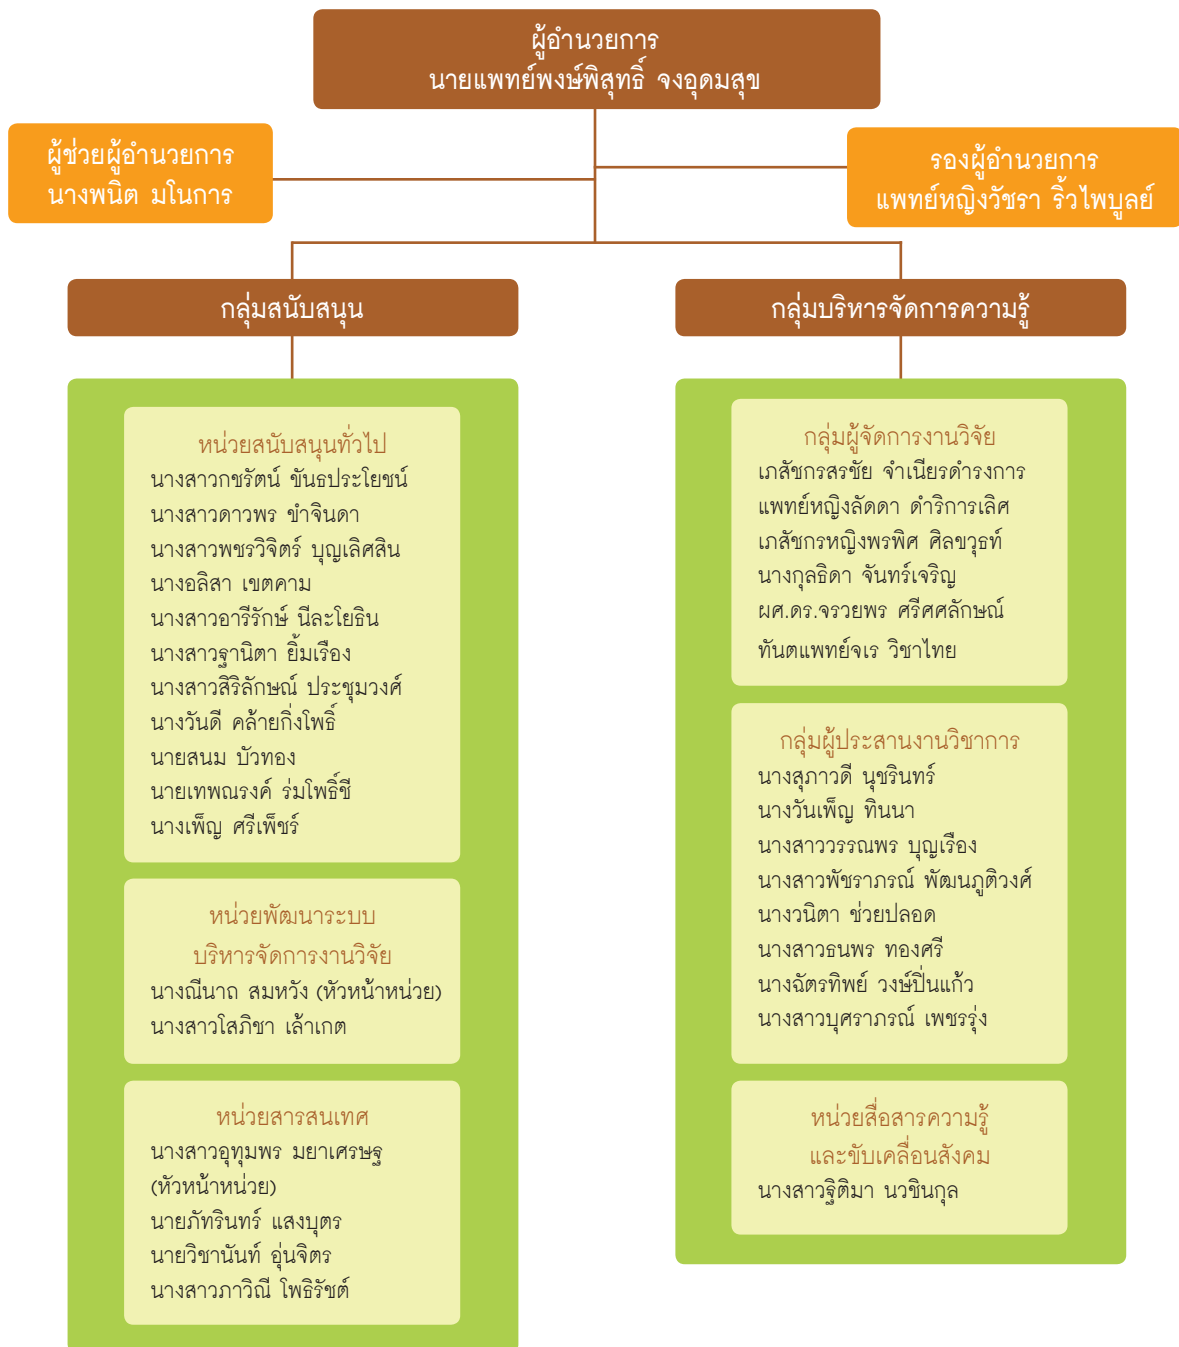 ผู้อำนวยการ
นายแพทย์พงษ์พิสุทธิ์ จงอุดมสุข
ผู้ช่วยผู้อำนวยการ
นางพนิต มโนการ
รองผู้อำนวยการ
แพทย์หญิงวัชรา ริ้วไพบูลย์
กลุ่มสนับสนุน
หน่วยสนับสนุนทั่วไป
นางสาวกชรัตน์ ขันธประโยชน์
นางสาวดาวพร ขำจินดา
นางสาวพชรวิจิตร์ บุญเลิศสิน
นางอลิสา เขตคาม
นางสาวอารีรักษ์ นีละโยธิน
นางสาวฐานิตา ยิ้มเรือง
นางสาวสิริลักษณ์ ประชุมวงศ์
นางวันดี คล้ายกิ่งโพธิ์
นายสนม บัวทอง
นายเทพณรงค์ ร่มโพธิ์ชี
นางเพ็ญ ศรีเพ็ชร์
หน่วยพัฒนาระบบ
บริหารจัดการงานวิจัย
นางณีนาถ สมหวัง (หัวหน้าหน่วย)
นางสาวโสภิชา เล้าเกต
หน่วยสารสนเทศ
นางสาวอุทุมพร มยาเศรษฐ
(หัวหน้าหน่วย)
นายภัทรินทร์ แสงบุตร
นายวิชานันท์ อุ่นจิตร
นางสาวภาวิณี โพธิรัชต์
กลุ่มบริหารจัดการความรู้
กลุ่มผู้จัดการงานวิจัย
เภสัชกรสรชัย จำเนียรดำรงการ
แพทย์หญิงลัดดา ดำริการเลิศ
เภสัชกรหญิงพรพิศ ศิลขวุธท์
นางกุลธิดา จันทร์เจริญ
ผศ.ดร.จรวยพร ศรีศศลักษณ์
ทันตแพทย์จเร วิชาไทย
กลุ่มผู้ประสานงานวิชาการ
นางสุภาวดี นุชรินทร์
นางวันเพ็ญ ทินนา
นางสาววรรณพร บุญเรือง
นางสาวพัชราภรณ์ พัฒนภูติวงศ์
นางวนิตา ช่วยปลอด
นางสาวธนพร ทองศรี
นางฉัตรทิพย์ วงษ์ปิ่นแก้ว
นางสาวบุศราภรณ์ เพชรรุ่ง
หน่วยสื่อสารความรู้
และขับเคลื่อนสังคม
นางสาวฐิติมา นวชินกุล